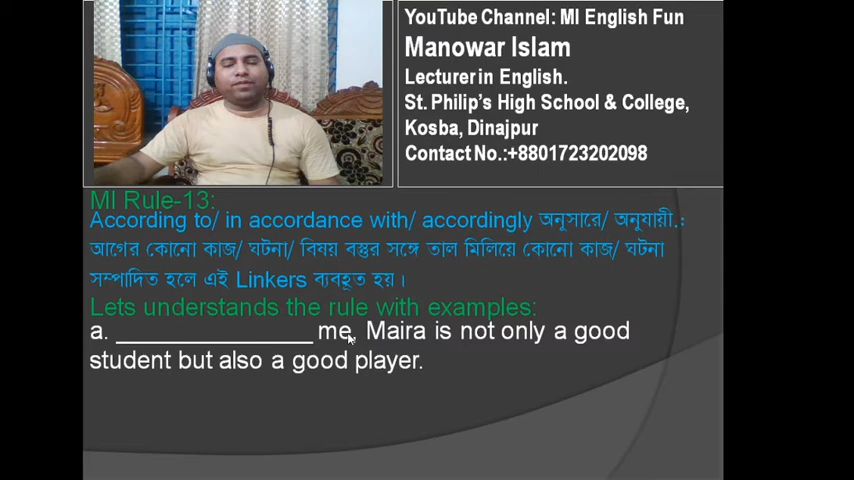 YouTube Channel: MI English Fun
Manowar Islam
Lecturer in English.
St. Philip's High School & College,
Kosba, Dinajpur
Contact No.:+8801723202098
MI Rule-13:
According to/ in accordance with/ accordingly অনুসারে/ অনুযায়ী.:
আগের কোনো কাজ/ ঘটনা/ বিষয় বস্তুর সঙ্গে তাল মিলিয়ে কোনো কাজ/ ঘটনা
সম্পাদিত হলে এই Linkers ব্যবহূত হয়।
Lets understands the rule with examples:
a. ________________ me, Maira is not only a good
student but also a good player.